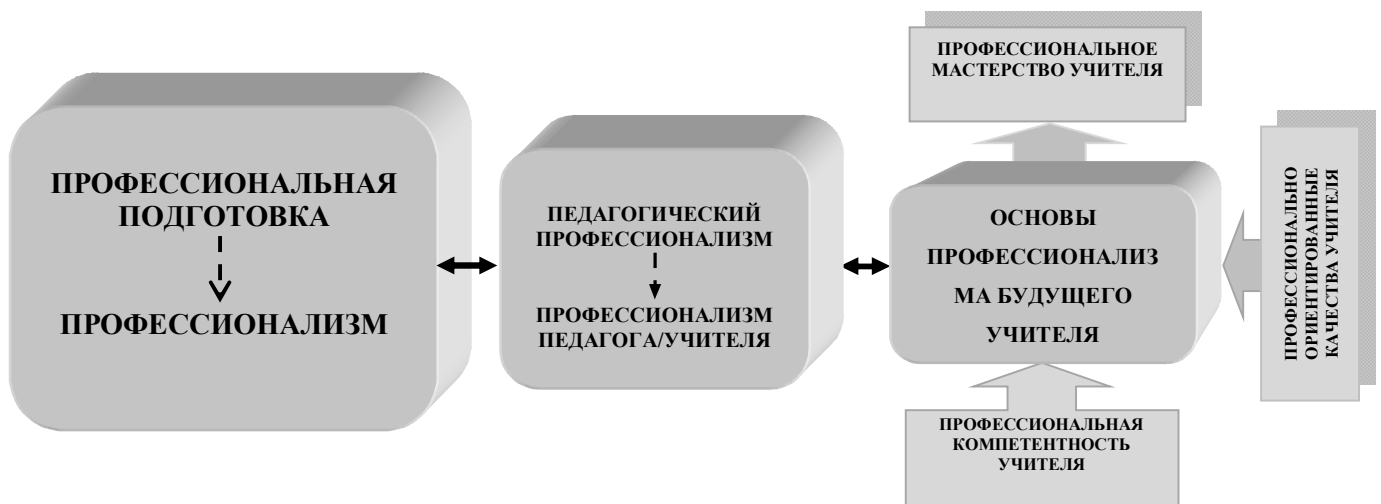 ПРОФЕССИОНАЛЬНАЯ
ПОДГОТОВКА
ПРОФЕССИОНАЛИЗМ
ПЕДАГОГИЧЕСКИЙ
ПРОФЕССИОНАЛИЗМ
ПРОФЕССИОНАЛИЗМ
ПЕДАГОГА/УЧИТЕЛЯ
ПРОФЕССИОНАЛЬНОЕ
МАСТЕРСТВО УЧИТЕЛЯ
ОСНОВЫ
ПРОФЕССИОНАЛИЗ
МА БУДУЩЕГО
УЧИТЕЛЯ
ПРОФЕССИОНАЛЬНАЯ
КОМПЕТЕНТНОСТЬ
УЧИТЕЛЯ
ПРОФЕССИОНАЛЬНО
ОРИЕНТИРОВАННЫЕ
КАЧЕСТВА УЧИТЕЛЯ